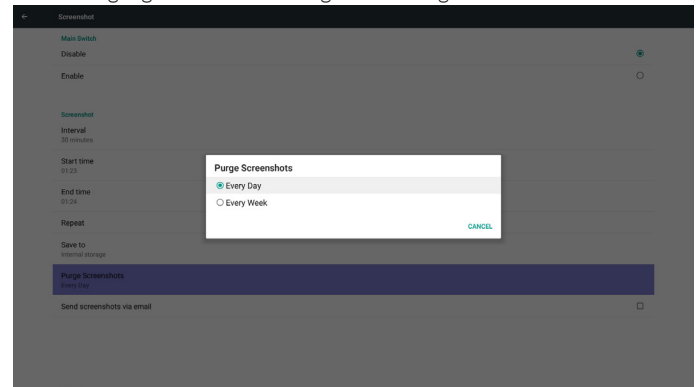 Screenshot
Main Switch
Disable
Enable
Screenshot
Interval
30 minutes
Start time
01:23
End time
01:24
Repeat
Save to
Internal storage
Purge Screenshots
Every Day
Send screenshots via email
Purge Screenshots
Every Day
Every Week
CANCEL